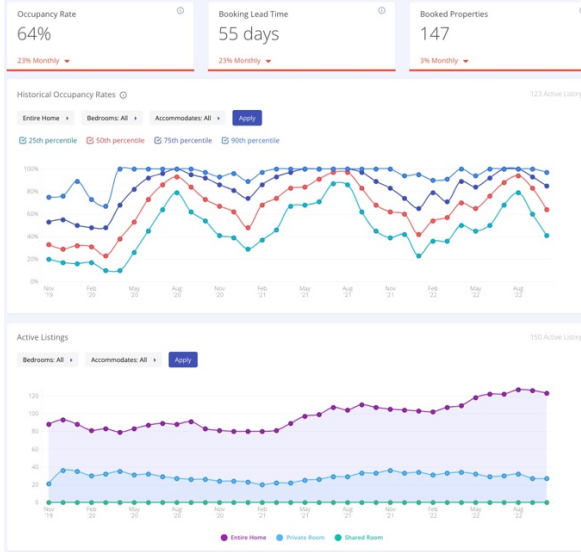 Occupancy Rate
64%
23% Monthly
Booking Lead Time
55 days
23% Monthly
Booked Properties
147
3% Monthly
Historical Occupancy Rates
123 Active Listing
Entire Home
Bedrooms: All
Accommodates: All
Apply
25th percentile
50th percentile
75th percentile
90th percentile
100%
80%
60%
40%
20%
0%
Nov '19
Feb '20
May '20
Aug '20
Nov '20
Feb '21
May '21
Aug '21
Nov '21
Feb '22
May '22
Aug '22
Active Listings
150 Active Listing
Bedrooms: All
Accommodates: All
Apply
120
100
80
60
40
20
0
Nov '19
Feb '20
May '20
Aug '20
Nov '20
Feb '21
May '21
Aug '21
Nov '21
Feb '22
May '22
Aug '22
Entire Home
Private Room
Shared Room